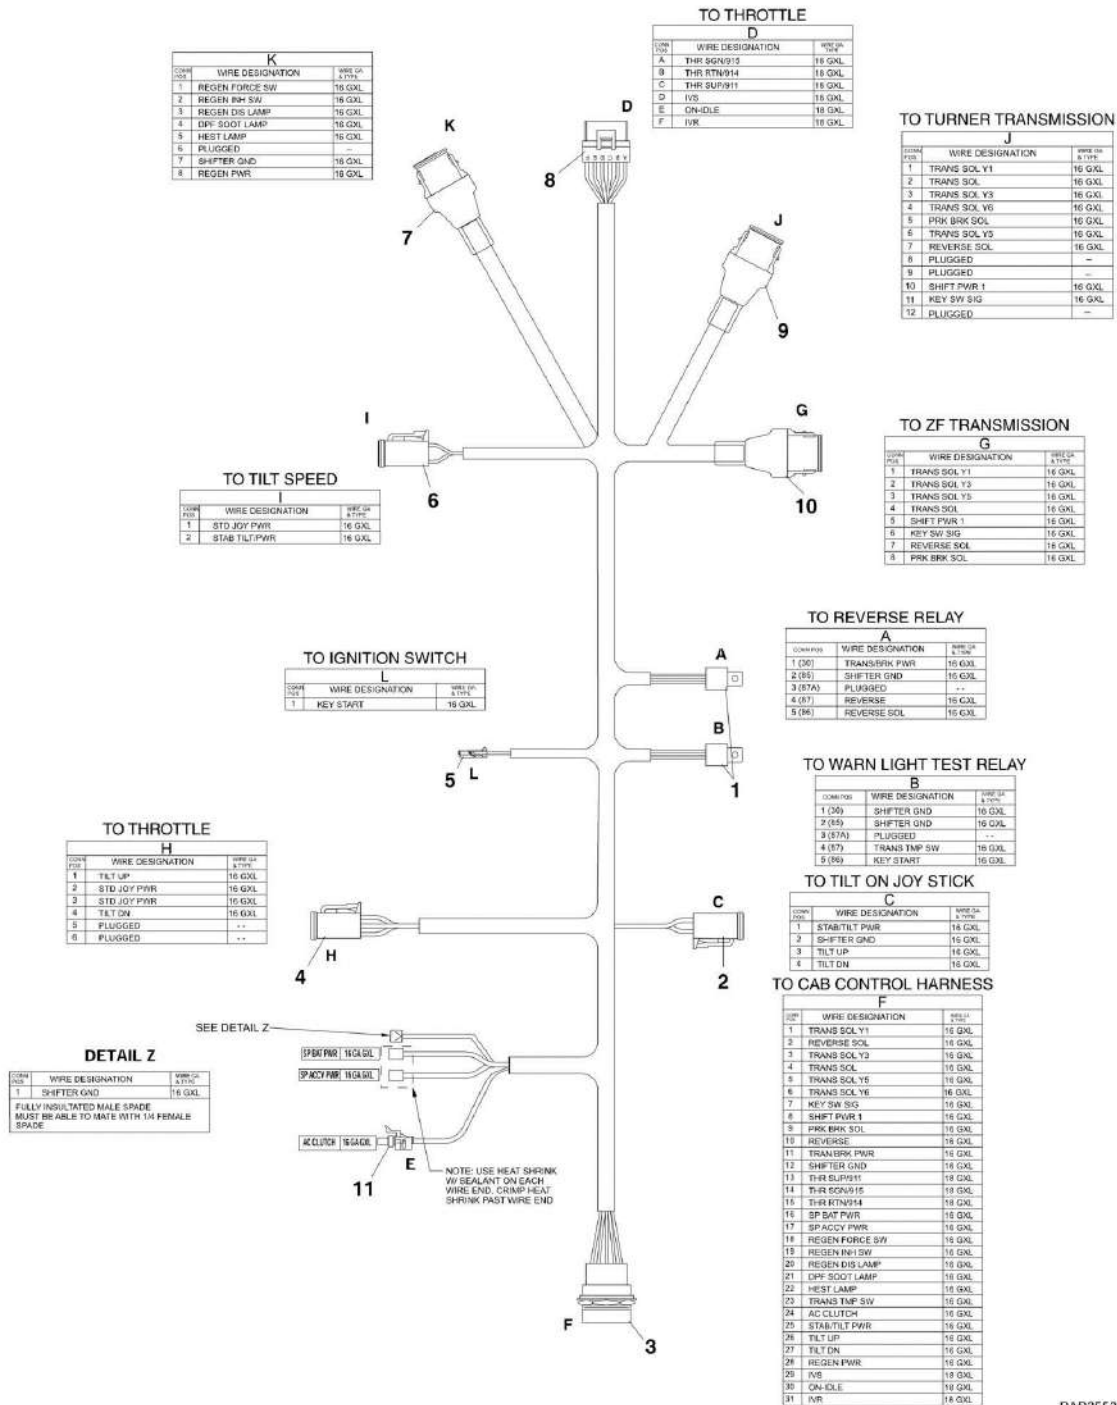 TO THROTTLE
D
CONN POS WIRE DESIGNATION WIRE GA TYPE
A THR SGN/915 18 GXL
B THR RTN/914 18 GXL
C THR SUP/911 18 GXL
D IVS 18 GXL
E ON-IDLE 18 GXL
F IVR 18 GXL
K
CONN POS WIRE DESIGNATION WIRE GA & TYPE
1 REGEN FORCE SW 16 GXL
2 REGEN INH SW 16 GXL
3 REGEN DIS LAMP 16 GXL
4 DPF SOOT LAMP 16 GXL
5 HEST LAMP 16 GXL
6 PLUGGED –
7 SHIFTER GND 16 GXL
8 REGEN PWR 16 GXL
TO TURNER TRANSMISSION
J
CONN POS WIRE DESIGNATION WIRE GA & TYPE
1 TRANS SOL Y1 16 GXL
2 TRANS SOL 16 GXL
3 TRANS SOL Y3 16 GXL
4 TRANS SOL Y6 16 GXL
5 PRK BRK SOL 16 GXL
6 TRANS SOL Y5 16 GXL
7 REVERSE SOL 16 GXL
8 PLUGGED –
9 PLUGGED –
10 SHIFT PWR 1 16 GXL
11 KEY SW SIG 16 GXL
12 PLUGGED –
D
K
8
J
7
9
I
G
6
10
TO ZF TRANSMISSION
G
CONN POS WIRE DESIGNATION WIRE GA & TYPE
1 TRANS SOL Y1 16 GXL
2 TRANS SOL Y3 16 GXL
3 TRANS SOL Y5 16 GXL
4 TRANS SOL 16 GXL
5 SHIFT PWR 1 16 GXL
6 KEY SW SIG 16 GXL
7 REVERSE SOL 16 GXL
8 PRK BRK SOL 16 GXL
TO TILT SPEED
I
CONN POS WIRE DESIGNATION WIRE GA & TYPE
1 STD JOY PWR 16 GXL
2 STAB TILT/PWR 16 GXL
TO REVERSE RELAY
A
CONN POS WIRE DESIGNATION WIRE GA & TYPE
1 (30) TRANS/BRK PWR 16 GXL
2 (85) SHIFTER GND 16 GXL
3 (87A) PLUGGED --
4 (87) REVERSE 16 GXL
5 (86) REVERSE SOL 16 GXL
TO IGNITION SWITCH
L
CONN POS WIRE DESIGNATION WIRE GA & TYPE
1 KEY START 16 GXL
A
B
5 L
1
TO WARN LIGHT TEST RELAY
B
CONN POS WIRE DESIGNATION WIRE GA & TYPE
1 (30) SHIFTER GND 16 GXL
2 (85) SHIFTER GND 16 GXL
3 (87A) PLUGGED --
4 (87) TRANS TMP SW 16 GXL
5 (86) KEY START 16 GXL
TO THROTTLE
H
CONN POS WIRE DESIGNATION WIRE GA & TYPE
1 TILT UP 16 GXL
2 STD JOY PWR 16 GXL
3 STD JOY PWR 16 GXL
4 TILT DN 16 GXL
5 PLUGGED --
6 PLUGGED --
TO TILT ON JOY STICK
C
CONN POS WIRE DESIGNATION WIRE GA & TYPE
1 STAB/TILT PWR 16 GXL
2 SHIFTER GND 16 GXL
3 TILT UP 16 GXL
4 TILT DN 16 GXL
C
H
4
2
TO CAB CONTROL HARNESS
F
CONN POS WIRE DESIGNATION WIRE GA & TYPE
1 TRANS SOL Y1 16 GXL
2 REVERSE SOL 16 GXL
3 TRANS SOL Y3 16 GXL
4 TRANS SOL 16 GXL
5 TRANS SOL Y5 16 GXL
6 TRANS SOL Y6 16 GXL
7 KEY SW SIG 16 GXL
8 SHIFT PWR 1 16 GXL
9 PRK BRK SOL 16 GXL
10 REVERSE 16 GXL
11 TRAN/BRK PWR 16 GXL
12 SHIFTER GND 16 GXL
13 THR SUP/911 18 GXL
14 THR SGN/915 18 GXL
15 THR RTN/914 18 GXL
16 SP BAT PWR 16 GXL
17 SP ACCY PWR 16 GXL
18 REGEN FORCE SW 16 GXL
19 REGEN INH SW 16 GXL
20 REGEN DIS LAMP 16 GXL
21 DPF SOOT LAMP 16 GXL
22 HEST LAMP 16 GXL
23 TRANS TMP SW 16 GXL
24 AC CLUTCH 16 GXL
25 STAB/TILT PWR 16 GXL
26 TILT UP 16 GXL
27 TILT DN 16 GXL
28 REGEN PWR 16 GXL
29 IVS 18 GXL
30 ON-IDLE 18 GXL
31 IVR 18 GXL
SEE DETAIL Z
SP BAT PWR 16 GA GXL
SP ACCY PWR 16 GA GXL
AC CLUTCH 16 GA GXL
E
11
NOTE: USE HEAT SHRINK
W/ SEALANT ON EACH
WIRE END. CRIMP HEAT
SHRINK PAST WIRE END
DETAIL Z
CONN POS WIRE DESIGNATION WIRE GA & TYPE
1 SHIFTER GND 16 GXL
FULLY INSULTATED MALE SPADE
MUST BE ABLE TO MATE WITH 1/4 FEMALE
SPADE
F
3